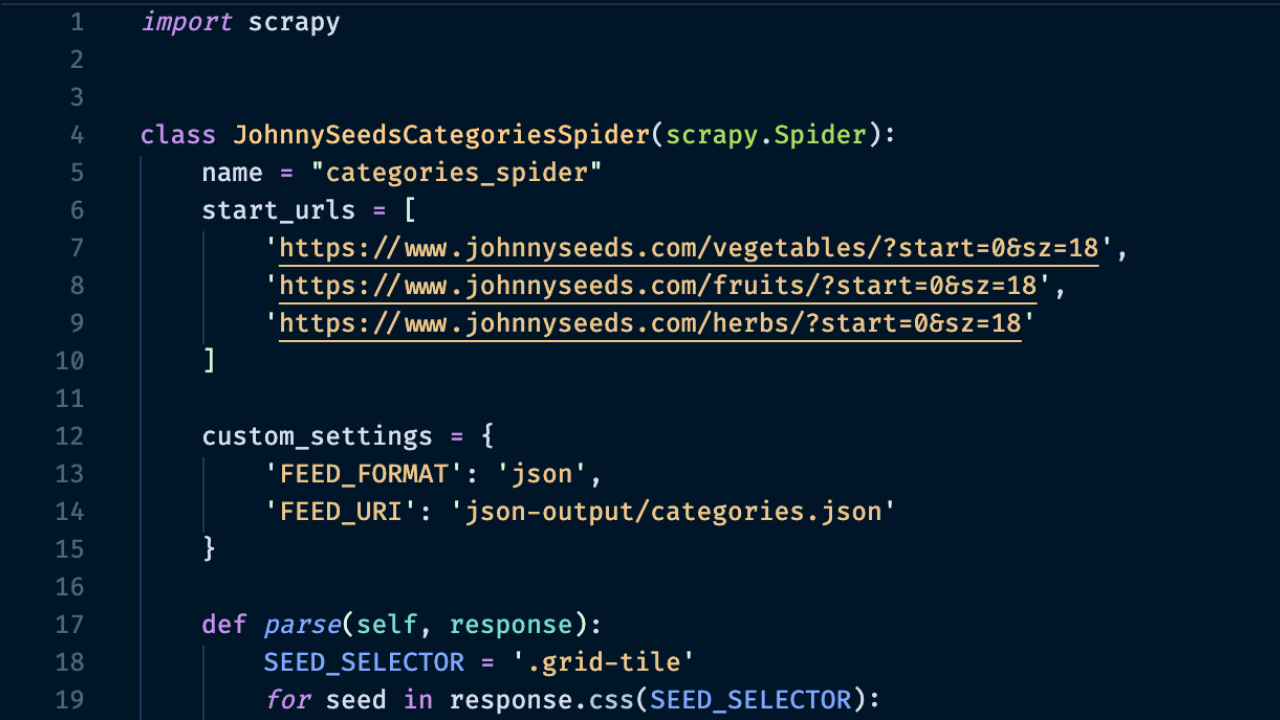 1 import scrapy
2
3
4 class JohnnySeedsCategoriesSpider(scrapy.Spider):
5     name = "categories_spider"
6     start_urls = [
7         'https://www.johnnyseeds.com/vegetables/?start=0&sz=18',
8         'https://www.johnnyseeds.com/fruits/?start=0&sz=18',
9         'https://www.johnnyseeds.com/herbs/?start=0&sz=18'
10     ]
11
12     custom_settings = {
13         'FEED_FORMAT': 'json',
14         'FEED_URI': 'json-output/categories.json'
15     }
16
17     def parse(self, response):
18         SEED_SELECTOR = '.grid-tile'
19         for seed in response.css(SEED_SELECTOR):